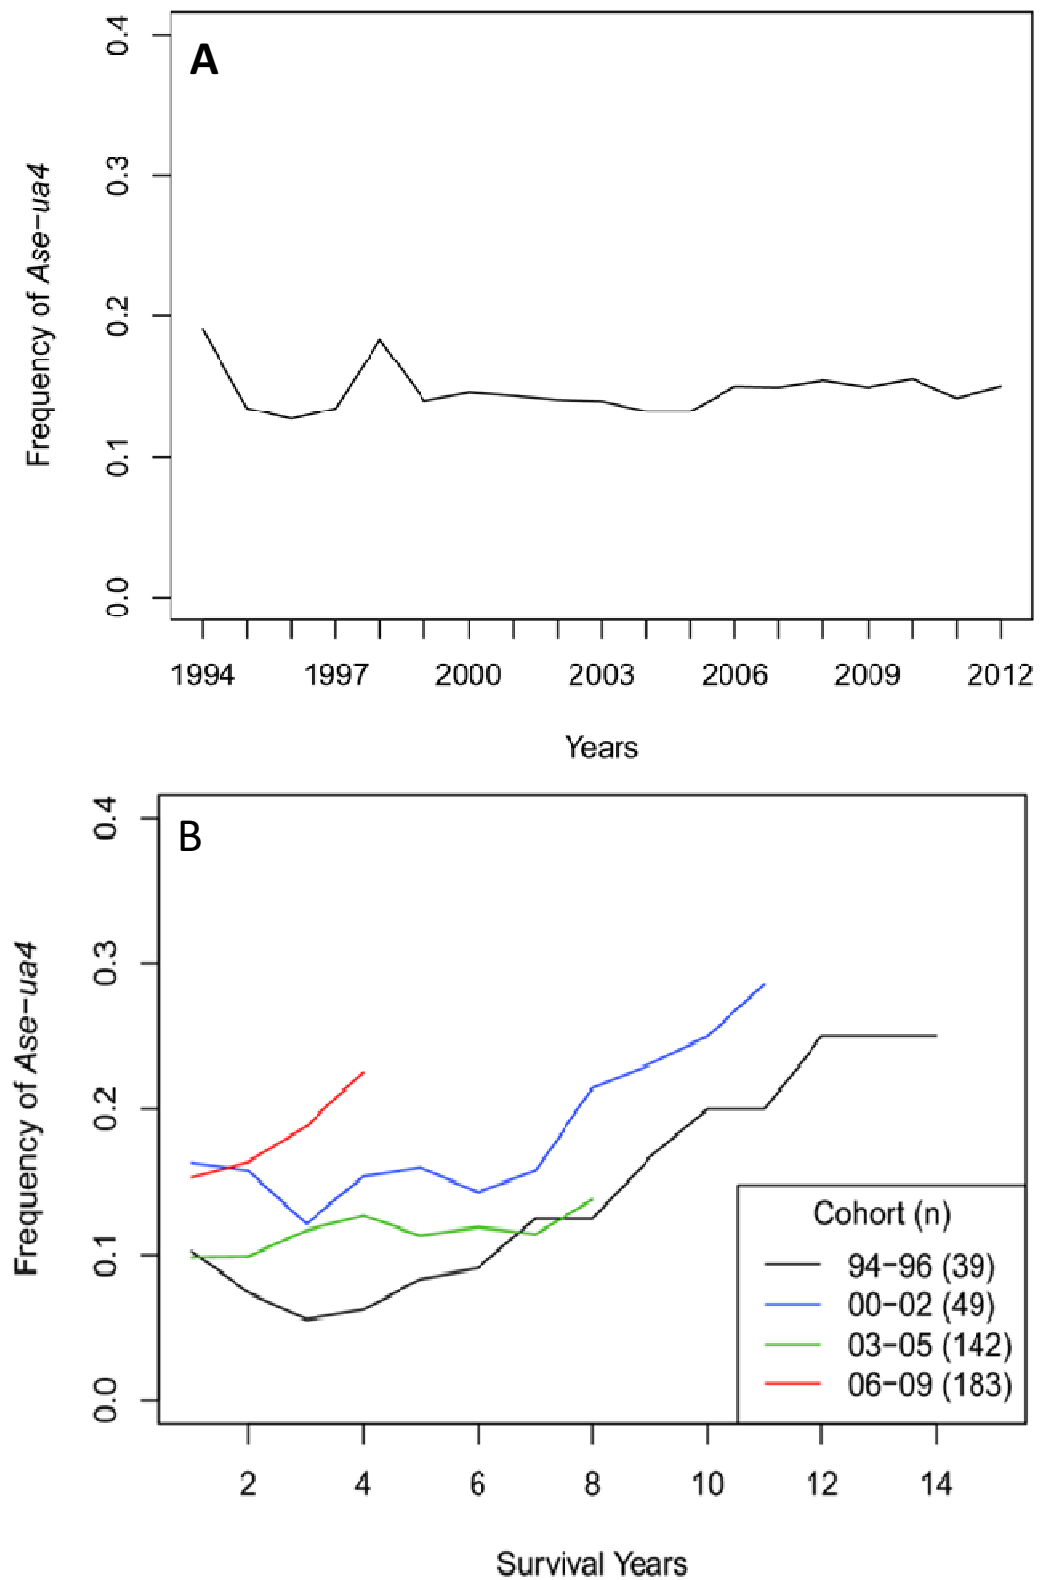 A
Frequency of Ase−ua4
0.4
0.3
0.2
0.1
0.0
1994 1997 2000 2003 2006 2009 2012
Years
B
Frequency of Ase−ua4
0.4
0.3
0.2
0.1
0.0
Cohort (n)
94−96 (39)
00−02 (49)
03−05 (142)
06−09 (183)
2 4 6 8 10 12 14
Survival Years